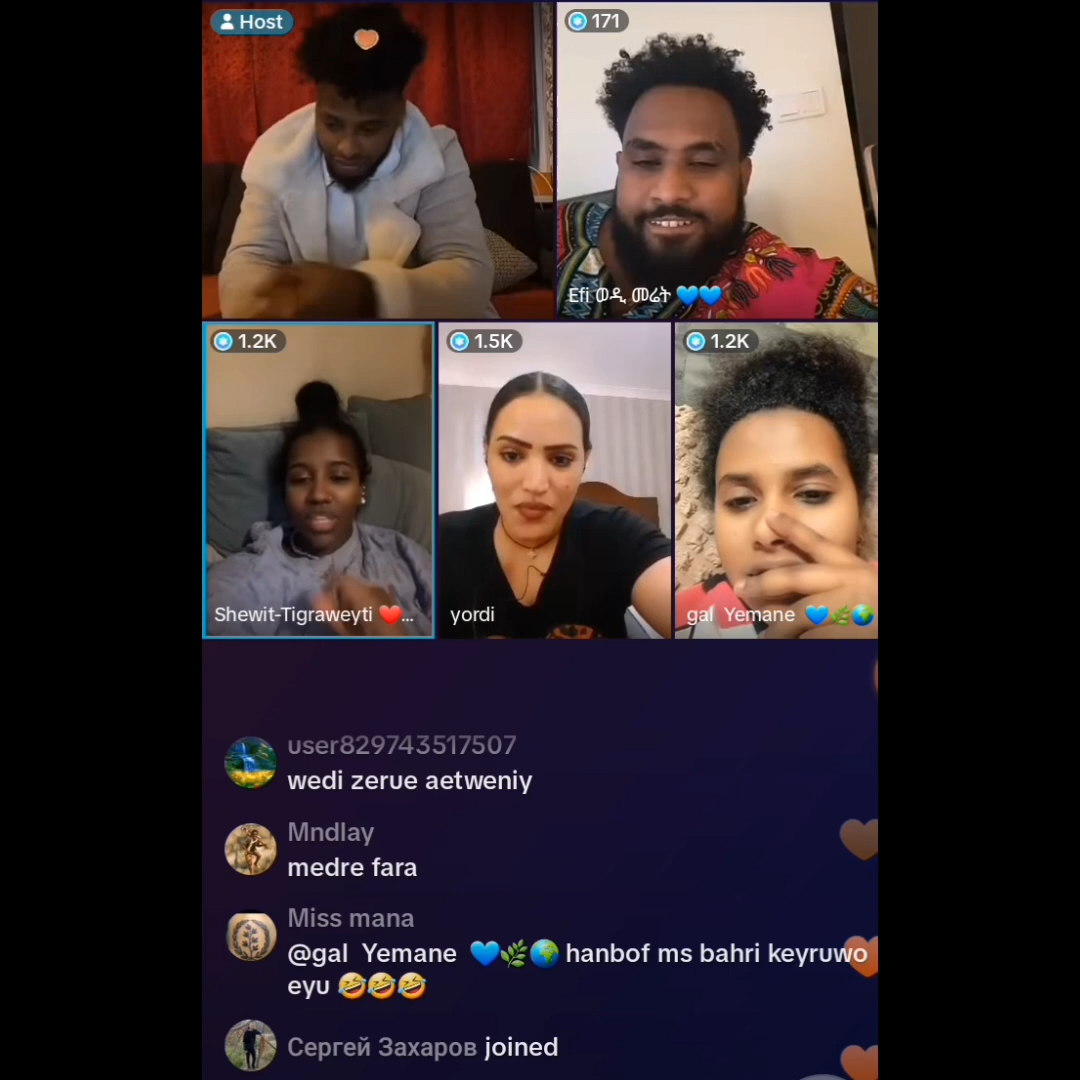 Host
171
Efi ወዲ መሬት 💙💙
1.2K
1.5K
1.2K
Shewit-Tigraweyti ❤️...
yordi
gal Yemane 💙🌿🌍
user829743517507
wedi zerue aetweniy
Mndlay
medre fara
Miss mana
@gal Yemane 💙🌿🌍 hanbof ms bahri keyruwo
eyu 🤣🤣🤣
Сергей Захаров joined